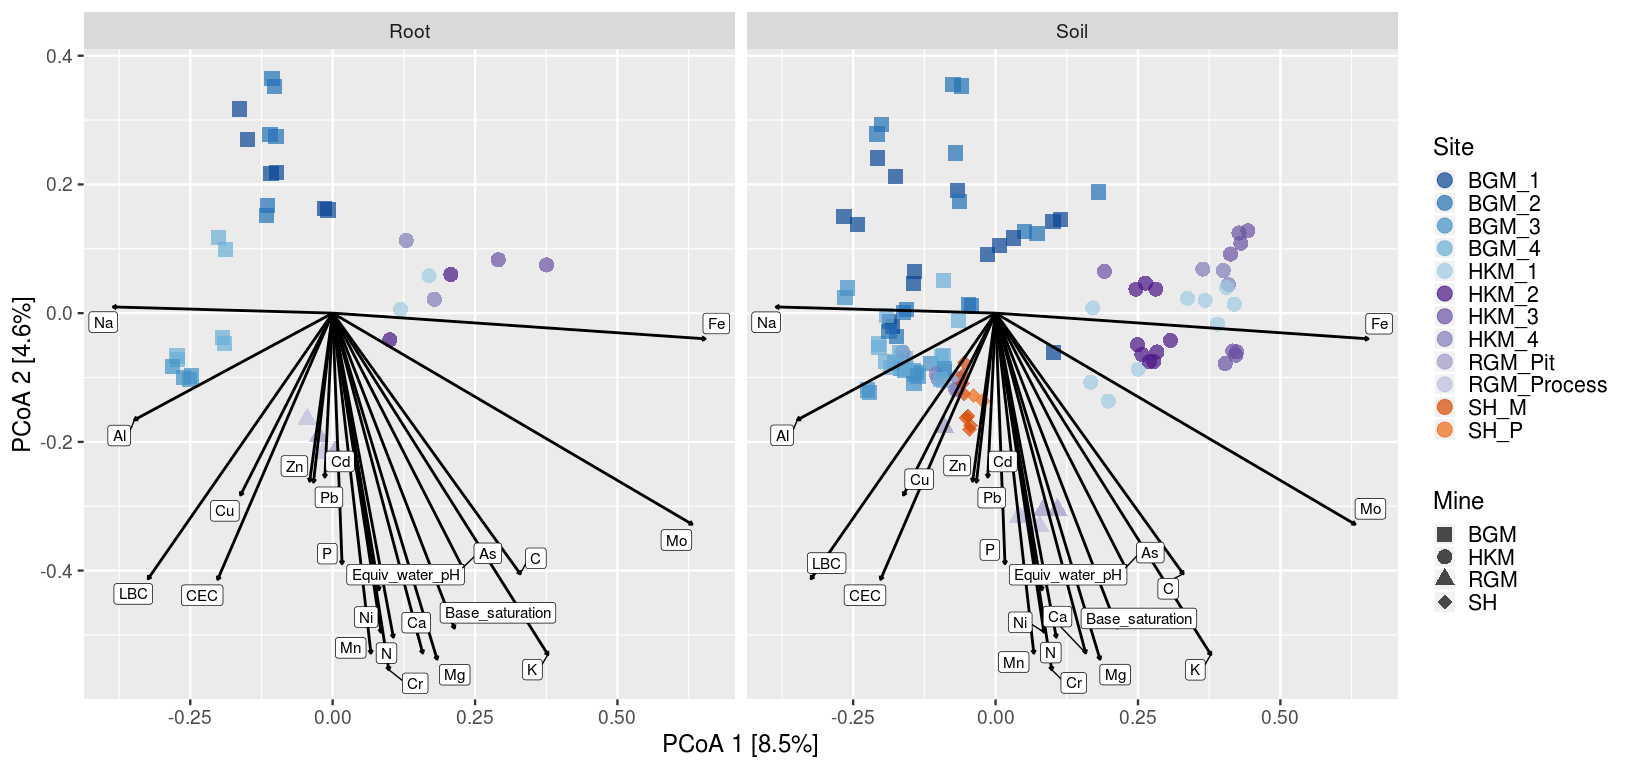 Root
Soil
PCoA 2 [4.6%]
0.4
0.2
0.0
-0.2
-0.4
Na
Fe
Al
Zn
Cd
Cu
Pb
Mo
P
As
C
Equiv_water_pH
LBC
CEC
Base_saturation
Ni
Ca
Mn
N
K
Mg
Cr
Na
Fe
Al
Zn
Cd
Cu
Pb
Mo
P
As
LBC
Equiv_water_pH
C
CEC
Ca
Base_saturation
Ni
N
Mn
K
Mg
Cr
-0.25
0.00
0.25
0.50
-0.25
0.00
0.25
0.50
PCoA 1 [8.5%]
Site
BGM_1
BGM_2
BGM_3
BGM_4
HKM_1
HKM_2
HKM_3
HKM_4
RGM_Pit
RGM_Process
SH_M
SH_P
Mine
BGM
HKM
RGM
SH